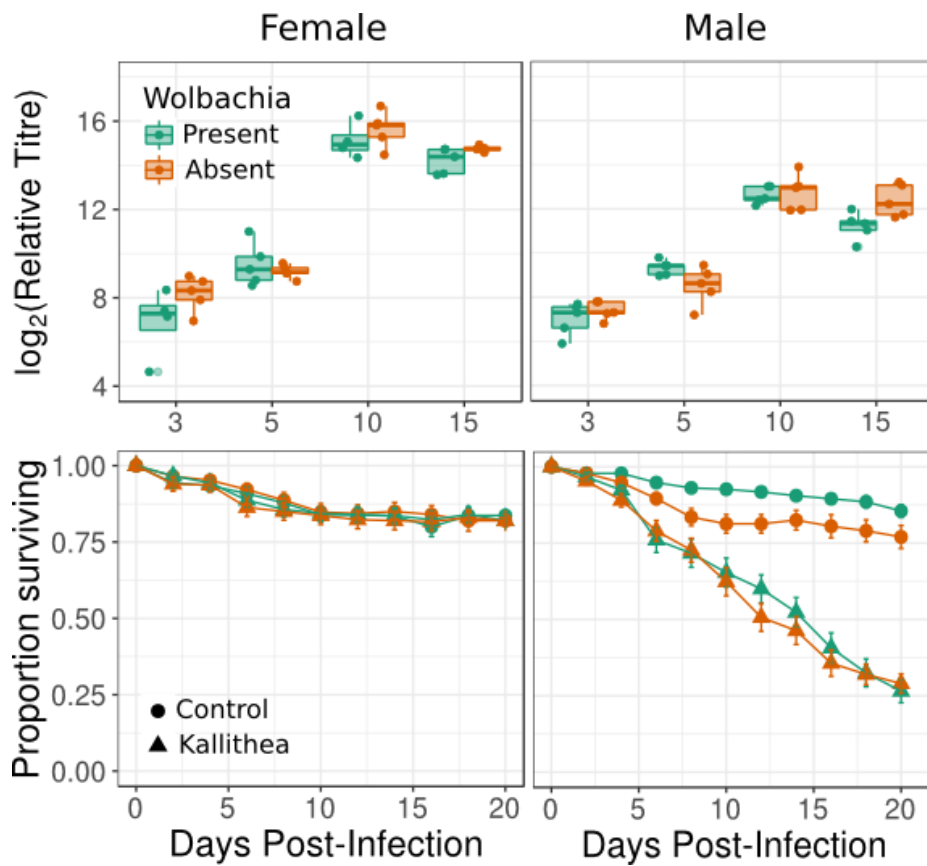 Female
Male
log₂(Relative Titre)
Wolbachia
Present
Absent
16
12
8
4
3 5 10 15
3 5 10 15
Proportion surviving
1.00
0.75
0.50
0.25
0.00
Control
Kallithea
0 5 10 15 20
0 5 10 15 20
Days Post-Infection
Days Post-Infection